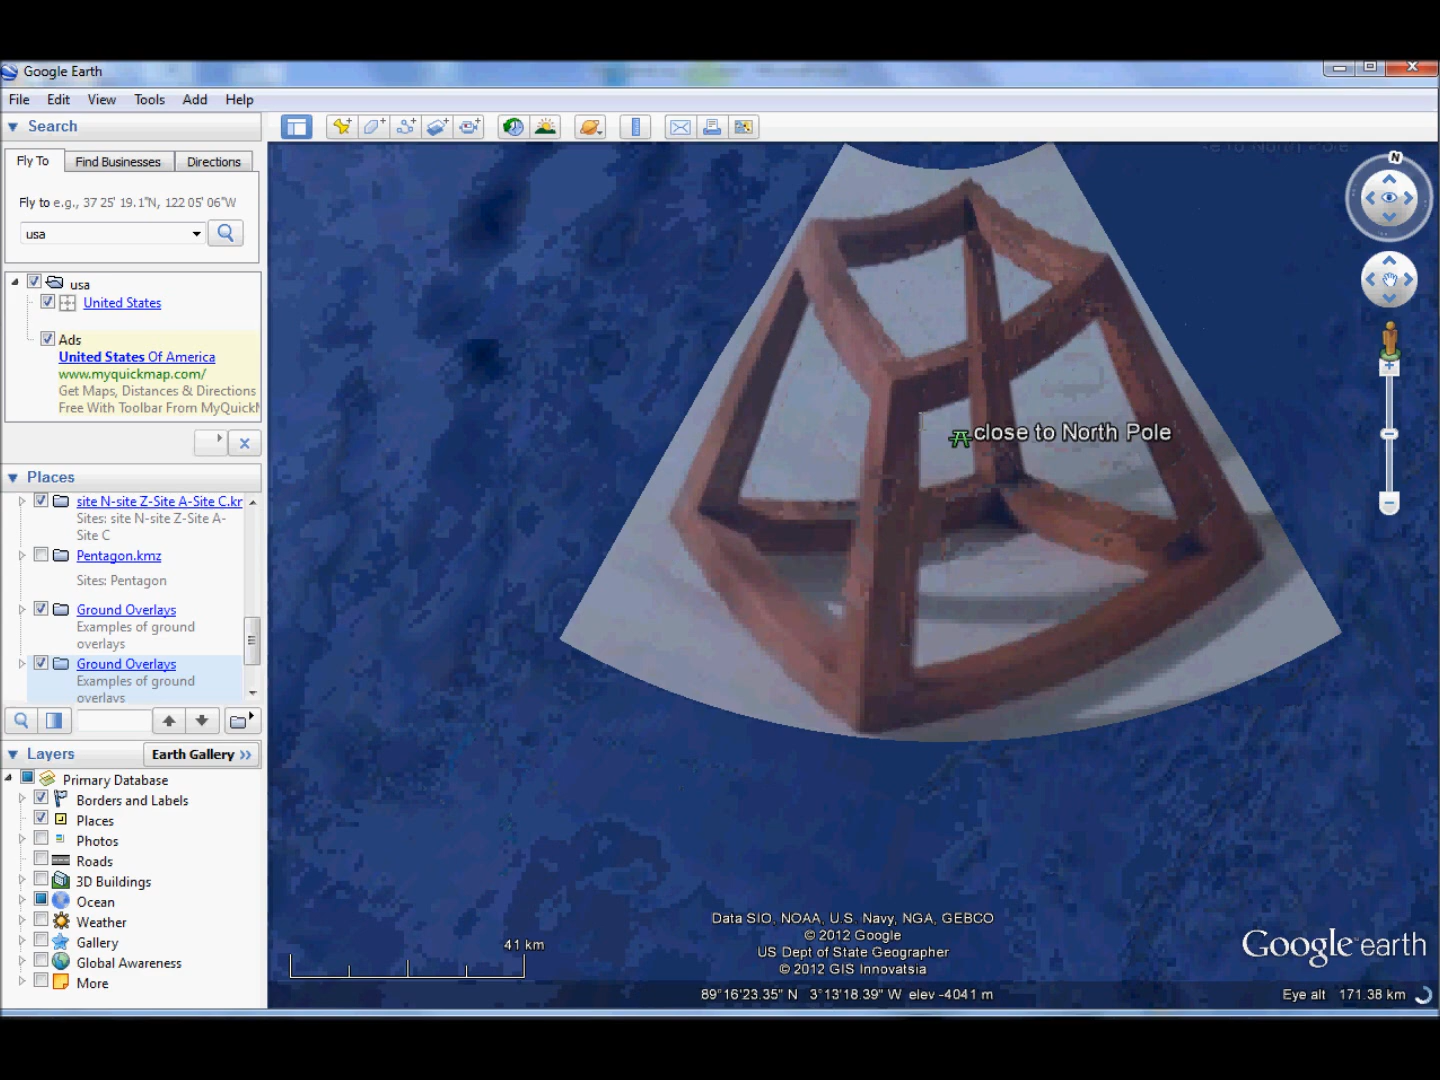 Google Earth
File Edit View Tools Add Help
Search
Fly To Find Businesses Directions
Fly to e.g., 37 25' 19.1"N, 122 05' 06"W
usa
usa
United States
Ads
United States Of America
www.myquickmap.com/
Get Maps, Distances & Directions
Free With Toolbar From MyQuickM
Places
site N-site Z-Site A-Site C.kr
Sites: site N-site Z-Site A-
Site C
Pentagon.kmz
Sites: Pentagon
Ground Overlays
Examples of ground
overlays
Ground Overlays
Examples of ground
overlays
Layers Earth Gallery >>
Primary Database
Borders and Labels
Places
Photos
Roads
3D Buildings
Ocean
Weather
Gallery
Global Awareness
More
to North Pole
N
close to North Pole
41 km
Data SIO, NOAA, U.S. Navy, NGA, GEBCO
© 2012 Google
US Dept of State Geographer
© 2012 GIS Innovatsia
Google earth
89°16'23.35" N 3°13'18.39" W elev -4041 m
Eye alt 171.38 km